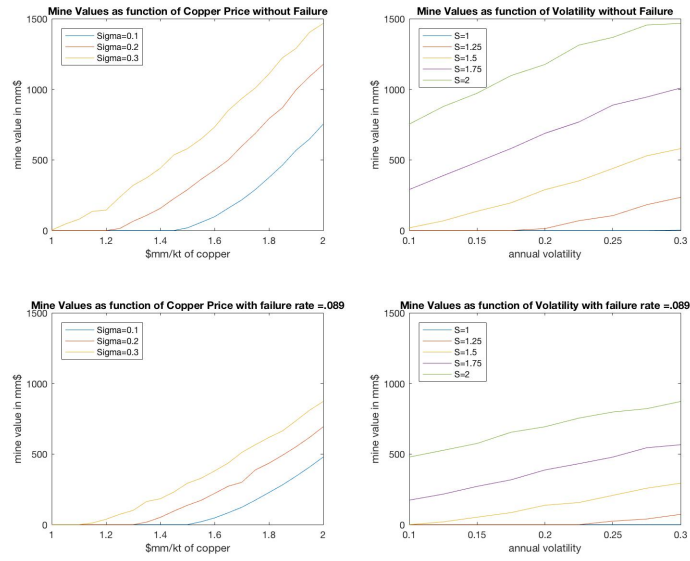 Mine Values as function of Copper Price without Failure
1500
1000
500
0
mine value in mm$
Sigma=0.1
Sigma=0.2
Sigma=0.3
1 1.2 1.4 1.6 1.8 2
$mm/kt of copper
Mine Values as function of Volatility without Failure
1500
1000
500
0
mine value in mm$
S=1
S=1.25
S=1.5
S=1.75
S=2
0.1 0.15 0.2 0.25 0.3
annual volatility
Mine Values as function of Copper Price with failure rate =.089
1500
1000
500
0
mine value in mm$
Sigma=0.1
Sigma=0.2
Sigma=0.3
1 1.2 1.4 1.6 1.8 2
$mm/kt of copper
Mine Values as function of Volatility with failure rate =.089
1500
1000
500
0
mine value in mm$
S=1
S=1.25
S=1.5
S=1.75
S=2
0.1 0.15 0.2 0.25 0.3
annual volatility